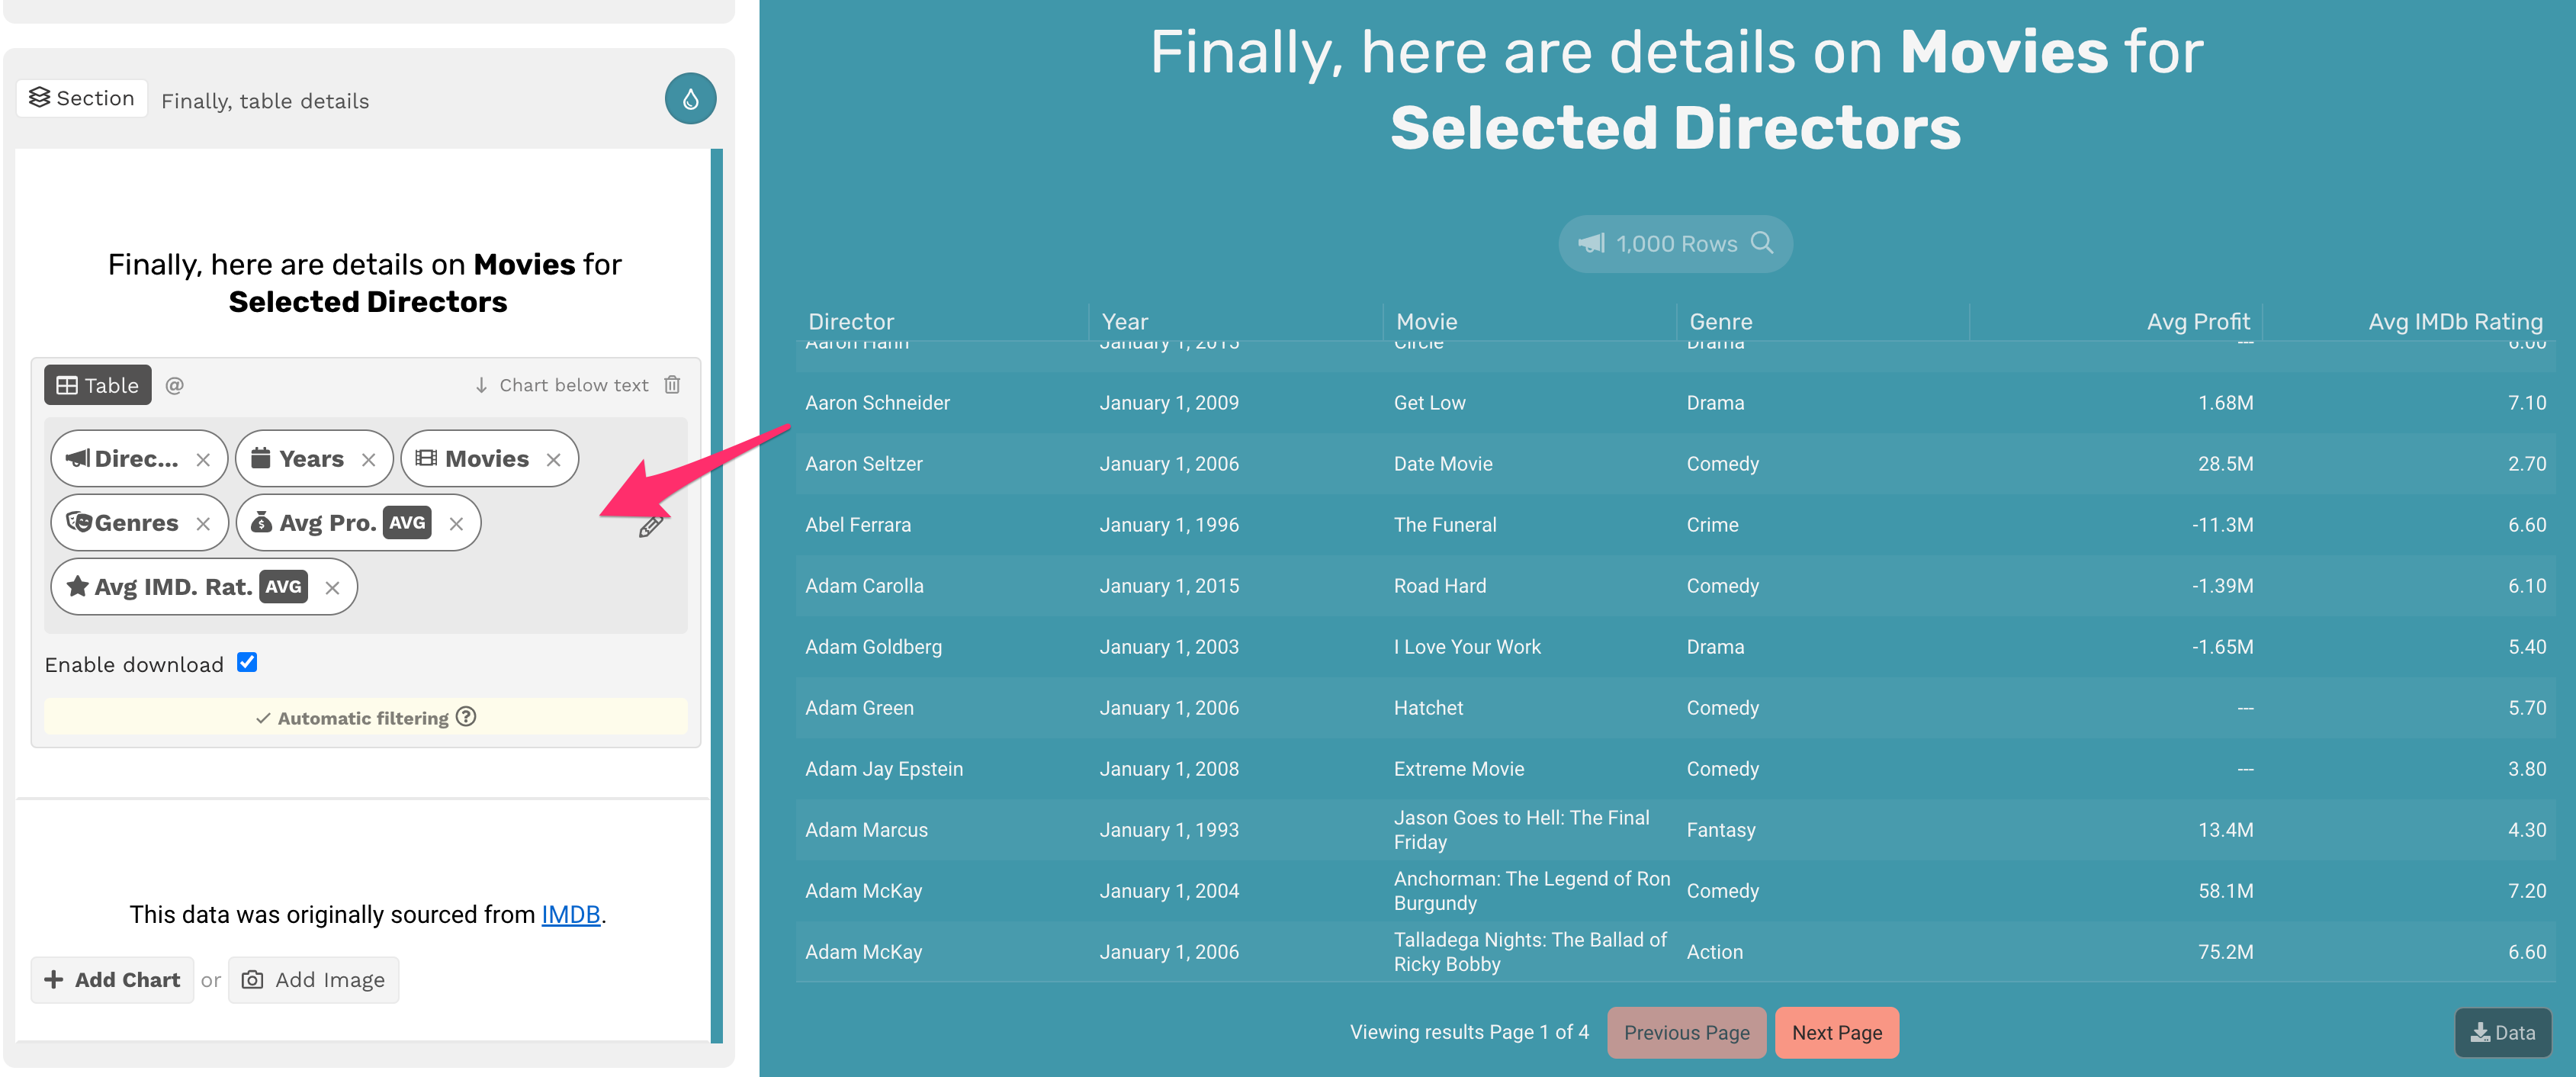 Section
Finally, table details
Finally, here are details on Movies for
Selected Directors
Table @
Chart below text
Direc...
Years
Movies
Genres
Avg Pro. AVG
Avg IMD. Rat. AVG
Enable download
Automatic filtering
This data was originally sourced from IMDB.
Add Chart or Add Image
Finally, here are details on Movies for
Selected Directors
1,000 Rows
Director Year Movie Genre Avg Profit Avg IMDb Rating
Aaron Hann January 1, 2015 Circle Drama --- 6.00
Aaron Schneider January 1, 2009 Get Low Drama 1.68M 7.10
Aaron Seltzer January 1, 2006 Date Movie Comedy 28.5M 2.70
Abel Ferrara January 1, 1996 The Funeral Crime -11.3M 6.60
Adam Carolla January 1, 2015 Road Hard Comedy -1.39M 6.10
Adam Goldberg January 1, 2003 I Love Your Work Drama -1.65M 5.40
Adam Green January 1, 2006 Hatchet Comedy --- 5.70
Adam Jay Epstein January 1, 2008 Extreme Movie Comedy --- 3.80
Adam Marcus January 1, 1993 Jason Goes to Hell: The Final
Friday Fantasy 13.4M 4.30
Adam McKay January 1, 2004 Anchorman: The Legend of Ron
Burgundy Comedy 58.1M 7.20
Adam McKay January 1, 2006 Talladega Nights: The Ballad of
Ricky Bobby Action 75.2M 6.60
Viewing results Page 1 of 4 Previous Page Next Page
Data